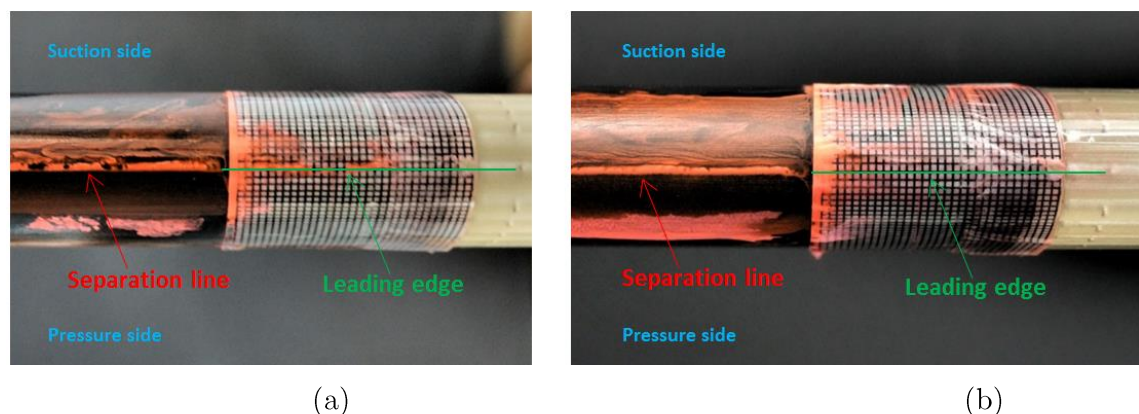 Suction side
Separation line
Leading edge
Pressure side
(a)
Suction side
Separation line
Leading edge
Pressure side
(b)